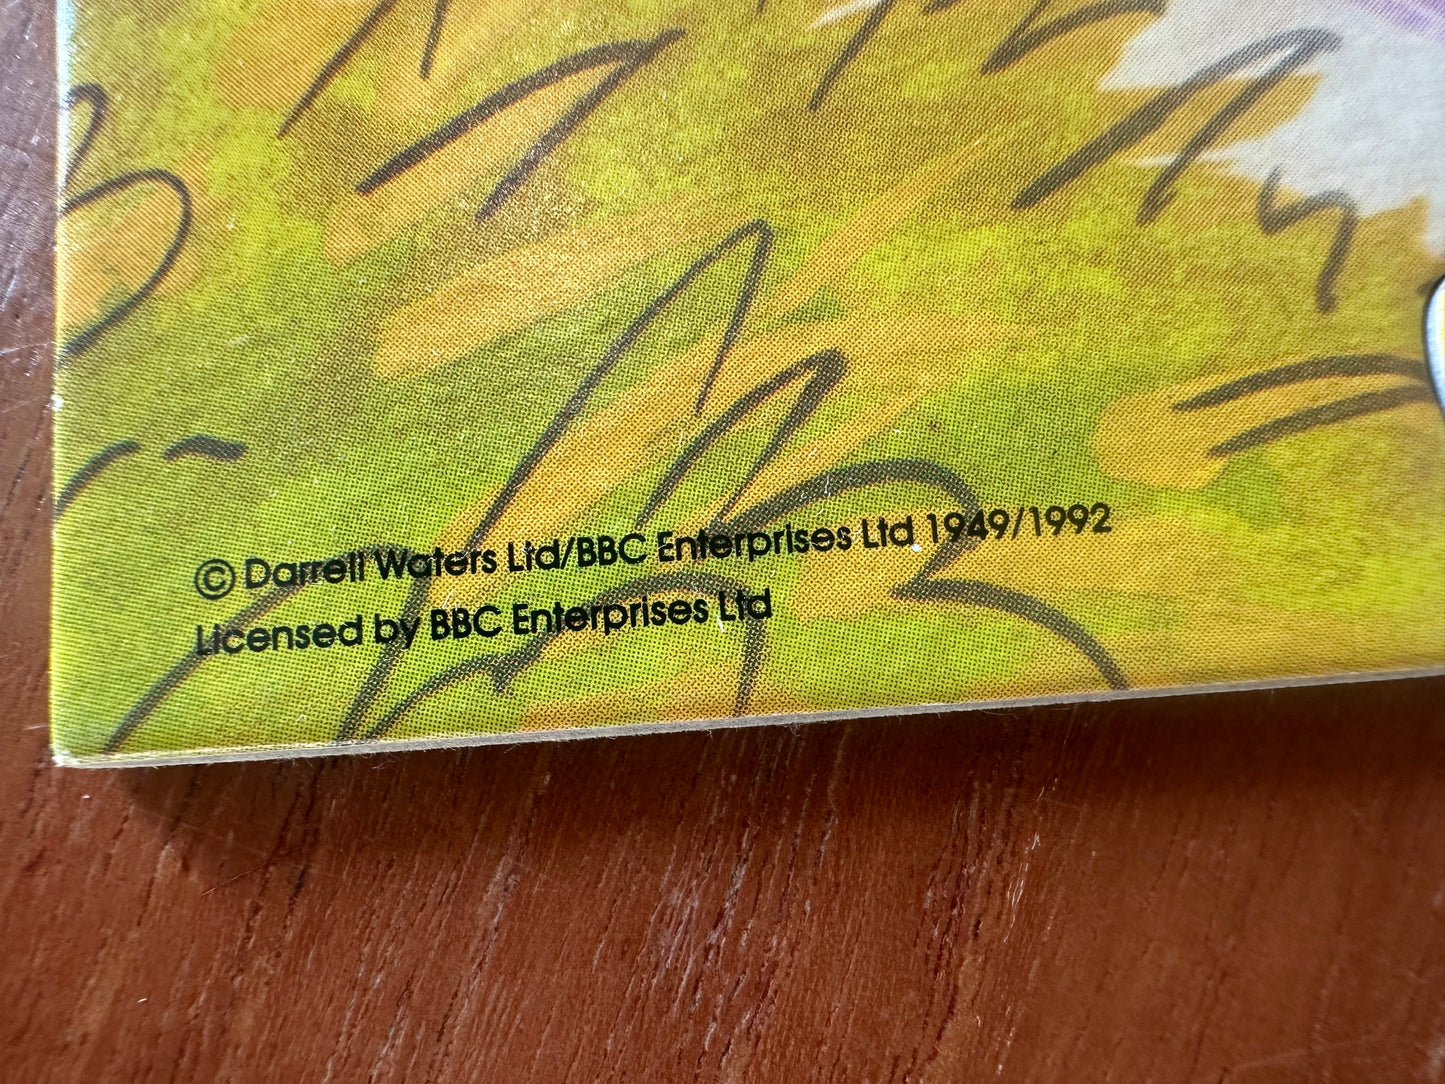 © Darrell Waters Ltd/BBC Enterprises Ltd 1949/1992
Licensed by BBC Enterprises Ltd